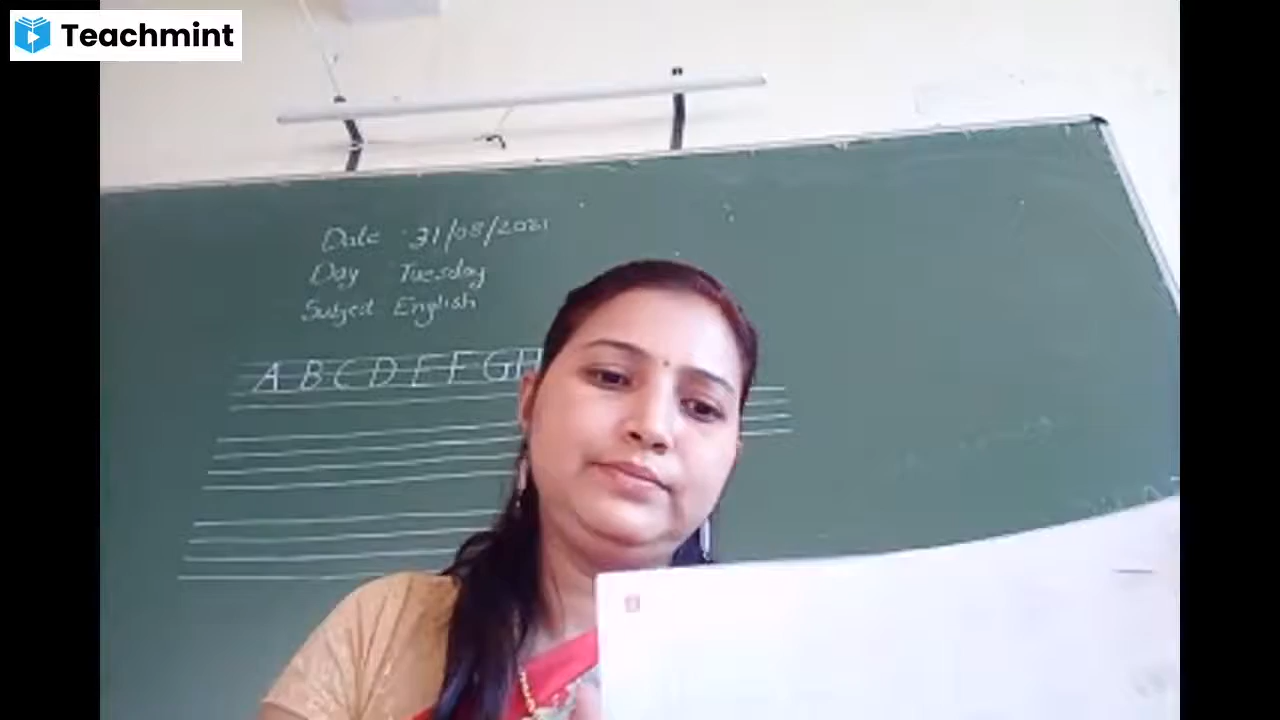 Teachmint
Date : 31/08/2021
Day Tuesday
Subject English
A B C D E F G H